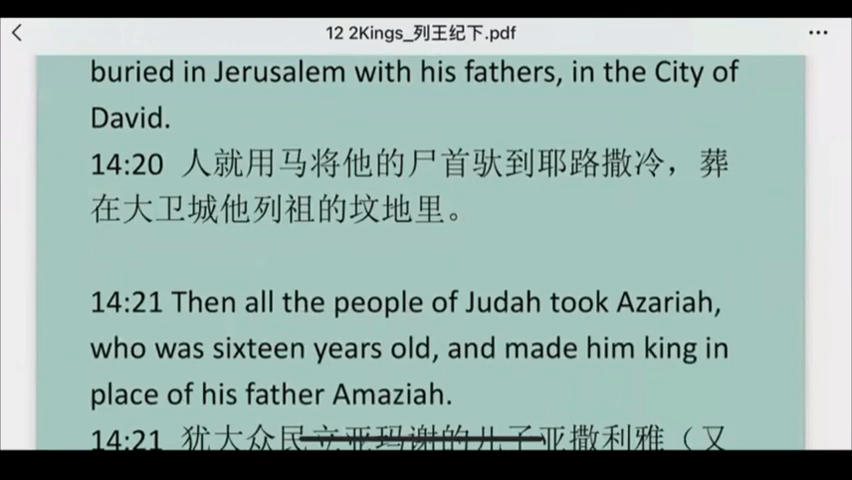 12 2Kings_列王纪下.pdf
buried in Jerusalem with his fathers, in the City of
David.
14:20 人就用马将他的尸首驮到耶路撒冷，葬
在大卫城他列祖的坟地里。
14:21 Then all the people of Judah took Azariah,
who was sixteen years old, and made him king in
place of his father Amaziah.
14:21 犹大众民立亚玛谢的儿子亚撒利雅（又